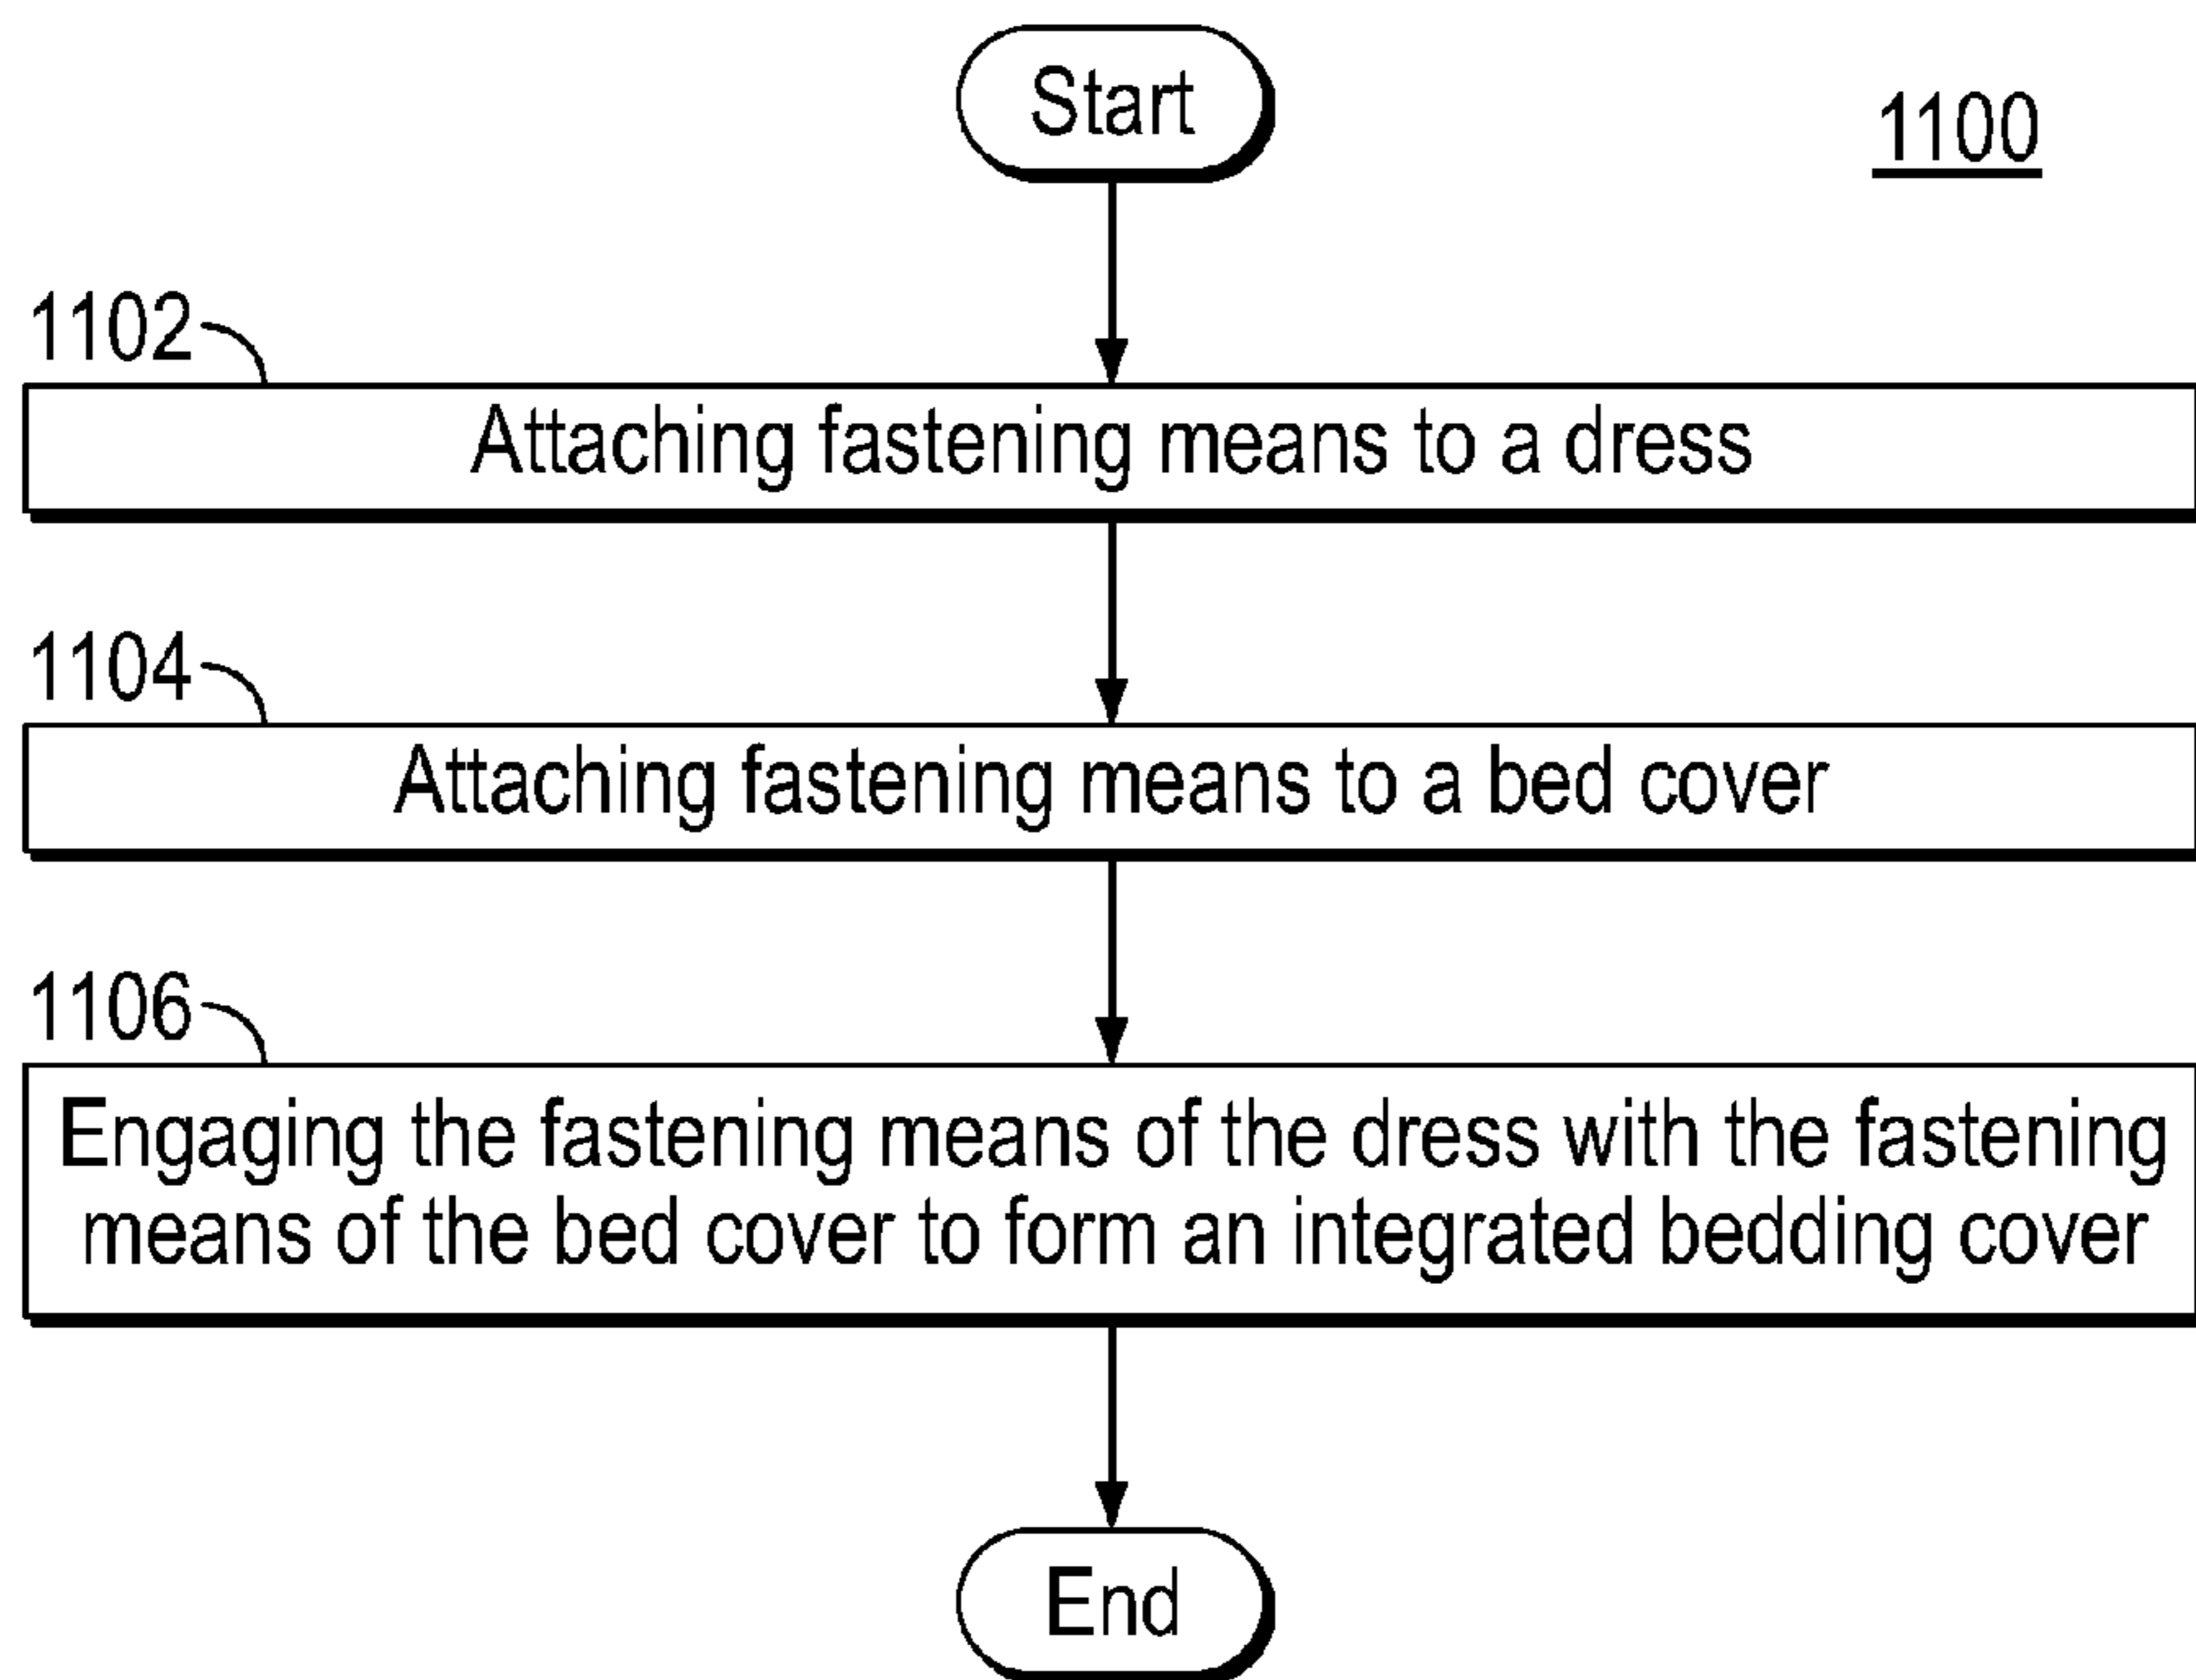 Start
1100
1102
Attaching fastening means to a dress
1104
Attaching fastening means to a bed cover
1106
Engaging the fastening means of the dress with the fastening
means of the bed cover to form an integrated bedding cover
End